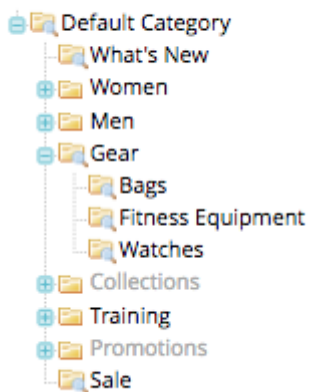 Default Category
What's New
Women
Men
Gear
Bags
Fitness Equipment
Watches
Collections
Training
Promotions
Sale